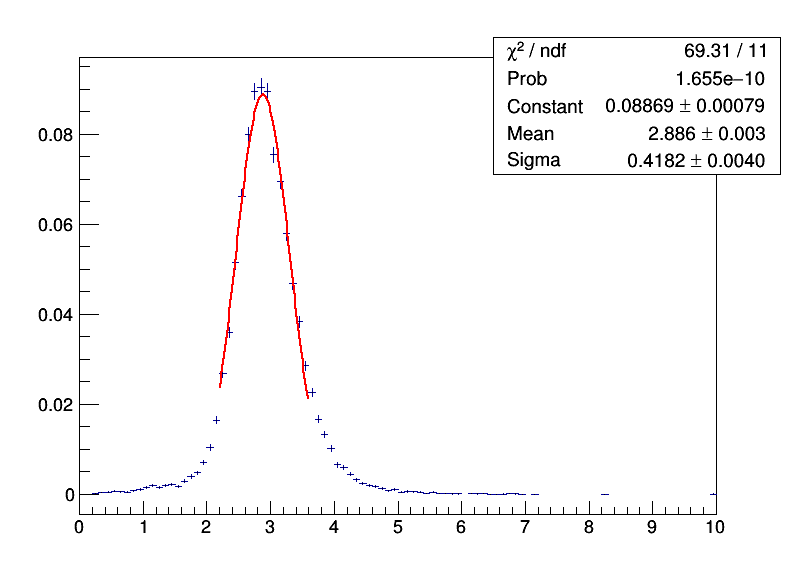 χ² / ndf 69.31 / 11
Prob 1.655e−10
Constant 0.08869 ± 0.00079
Mean 2.886 ± 0.003
Sigma 0.4182 ± 0.0040
0.08
0.06
0.04
0.02
0
0 1 2 3 4 5 6 7 8 9 10